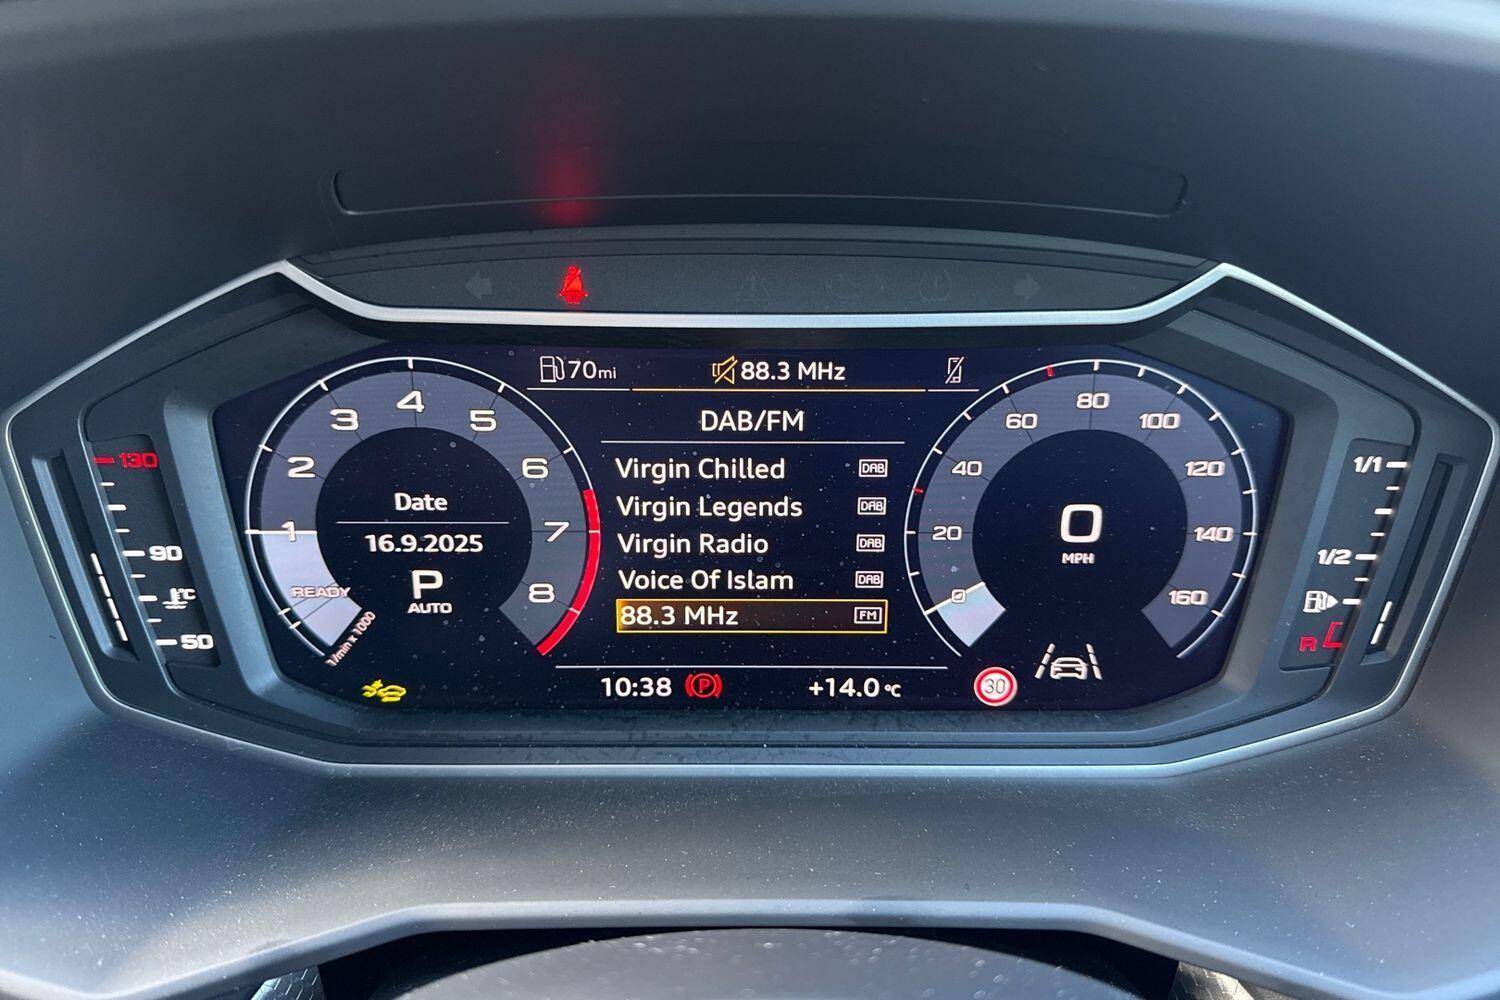 70mi
88.3 MHz
DAB/FM
Virgin Chilled DAB
Virgin Legends DAB
Virgin Radio DAB
Voice Of Islam DAB
88.3 MHz FM
10:38 P
+14.0 °C
1
2
3
4
5
6
7
8
READY
1/min x 1000
Date
16.9.2025
P
AUTO
0
20
40
60
80
100
120
140
160
0
MPH
30
130
90
°C
50
1/1
1/2
R